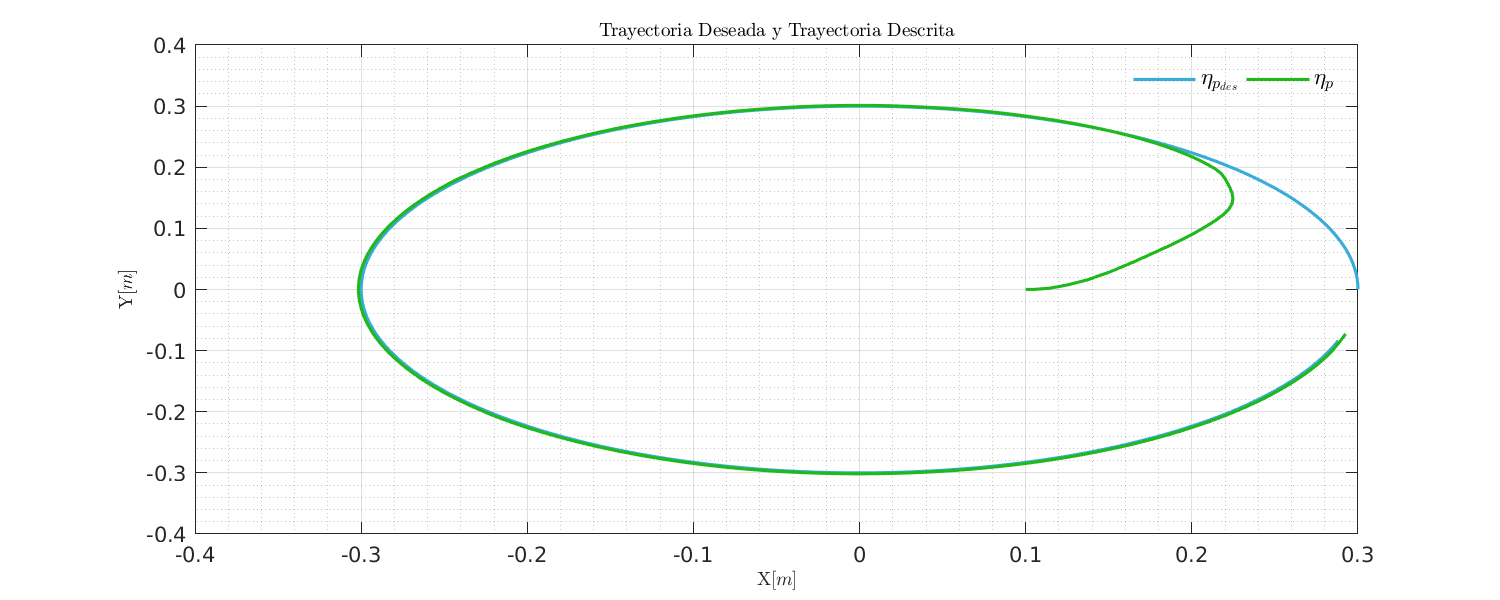 Trayectoria Deseada y Trayectoria Descrita
η_{p_{des}} η_p
0.4
0.3
0.2
0.1
0
-0.1
-0.2
-0.3
-0.4
Y[m]
-0.4 -0.3 -0.2 -0.1 0 0.1 0.2 0.3
X[m]